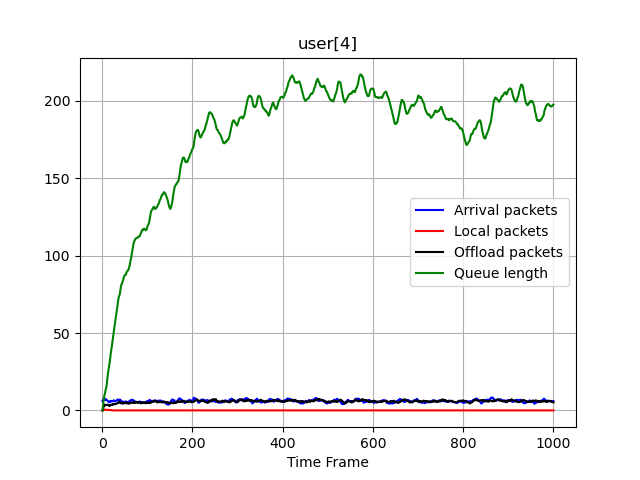 user[4]
200
150
100
50
0
Arrival packets
Local packets
Offload packets
Queue length
0 200 400 600 800 1000
Time Frame